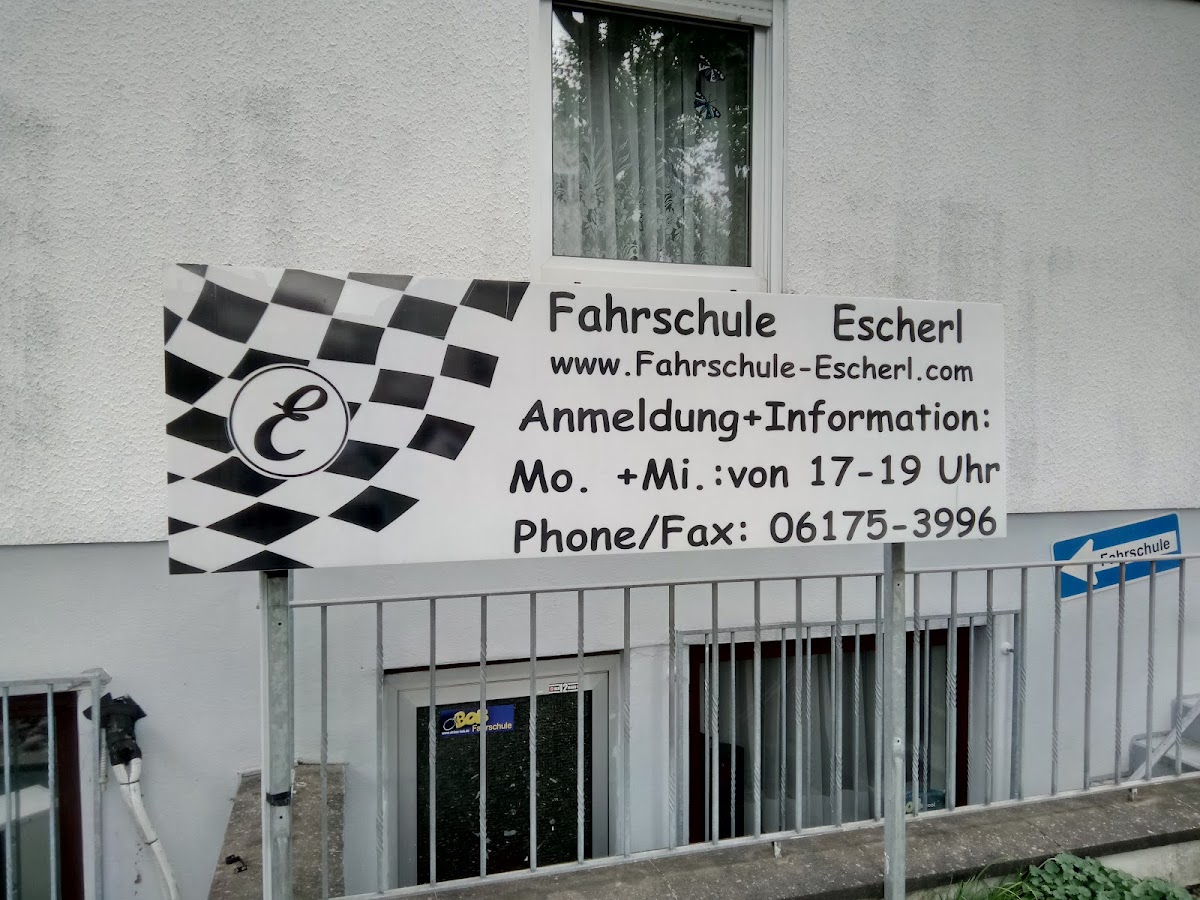 Fahrschule Escherl
www.Fahrschule-Escherl.com
Anmeldung+Information:
Mo. +Mi.:von 17-19 Uhr
Phone/Fax: 06175-3996
E
Fahrschule
BOB
Fahrschule